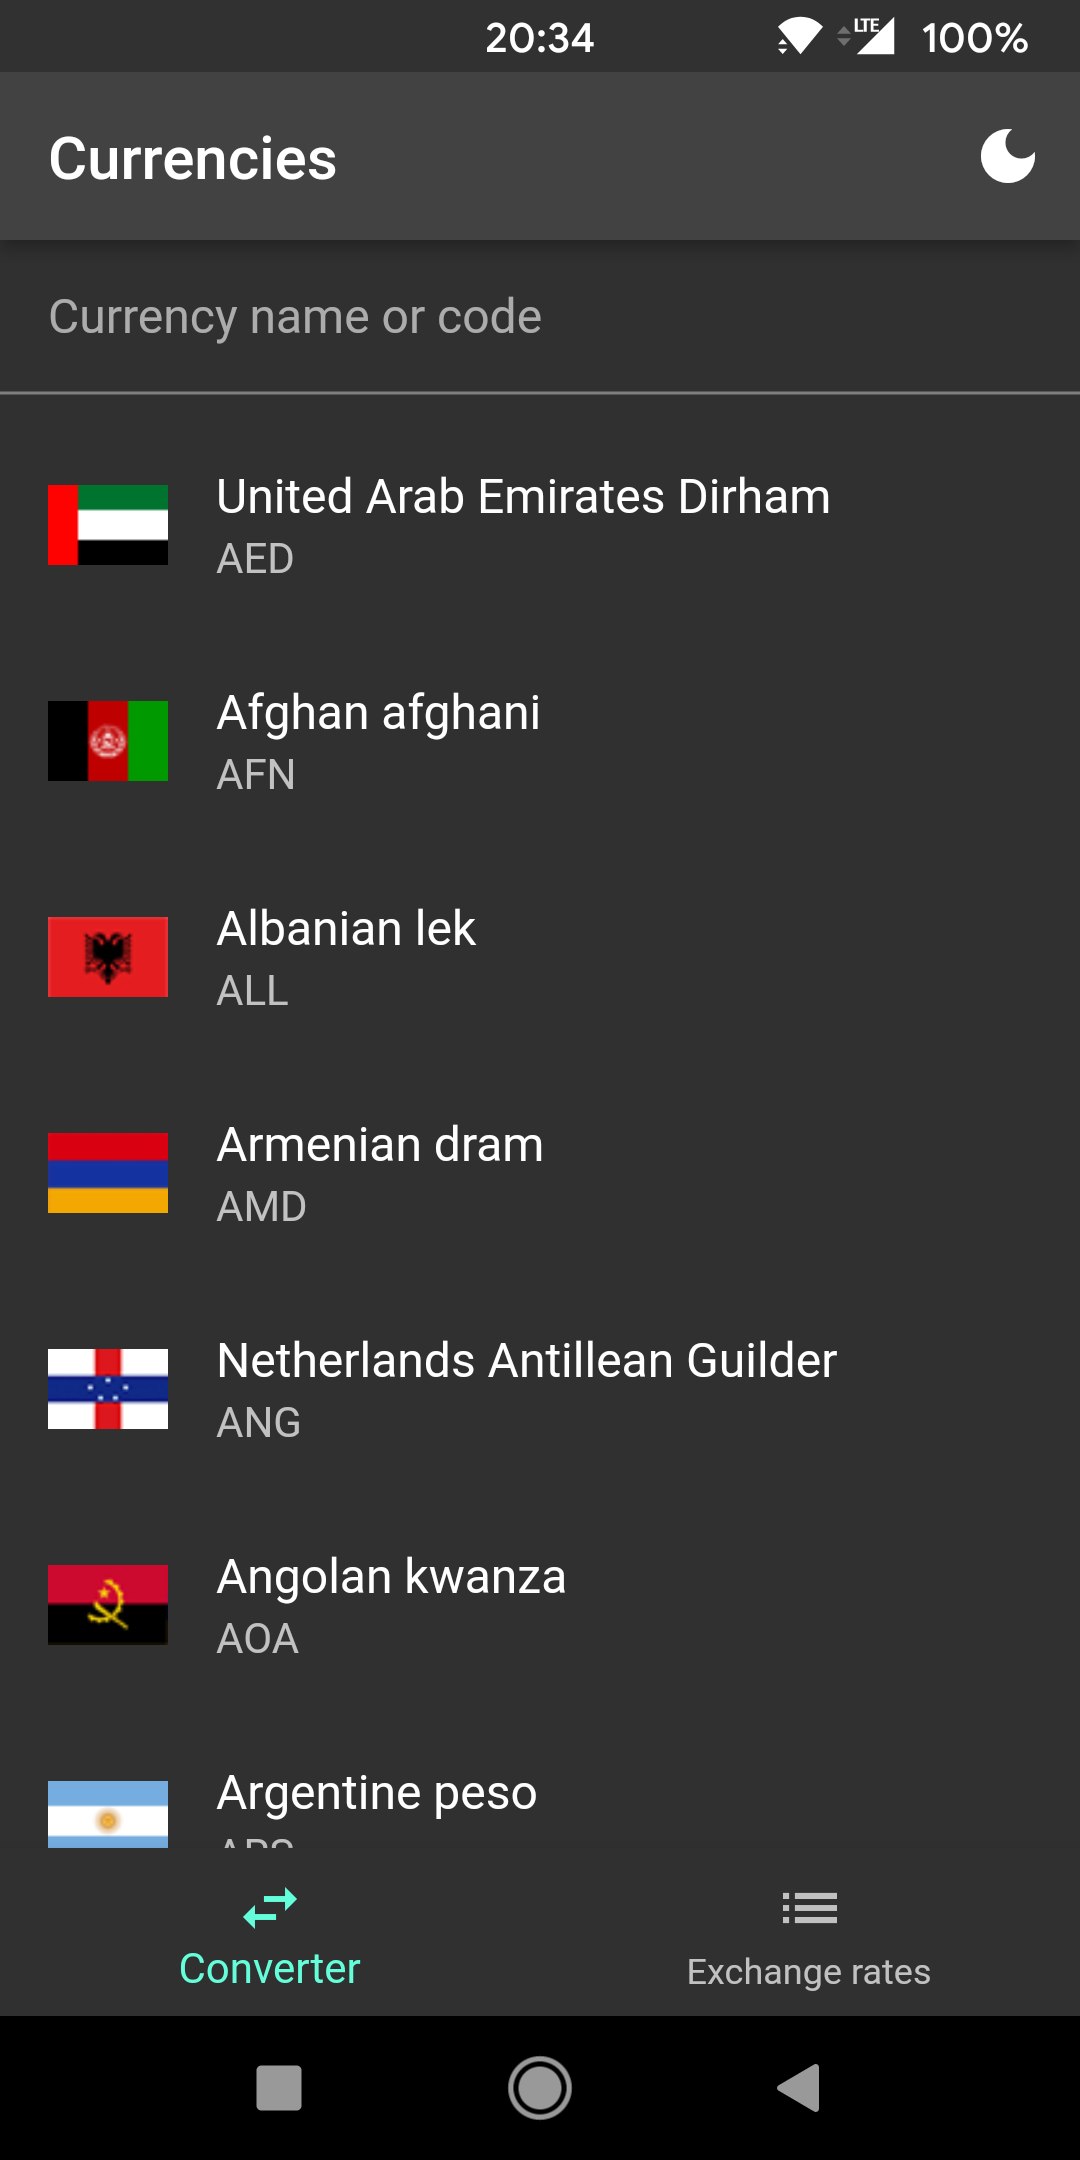 20:34
LTE
100%
Currencies
Currency name or code
United Arab Emirates Dirham
AED
Afghan afghani
AFN
Albanian lek
ALL
Armenian dram
AMD
Netherlands Antillean Guilder
ANG
Angolan kwanza
AOA
Argentine peso
Converter
Exchange rates